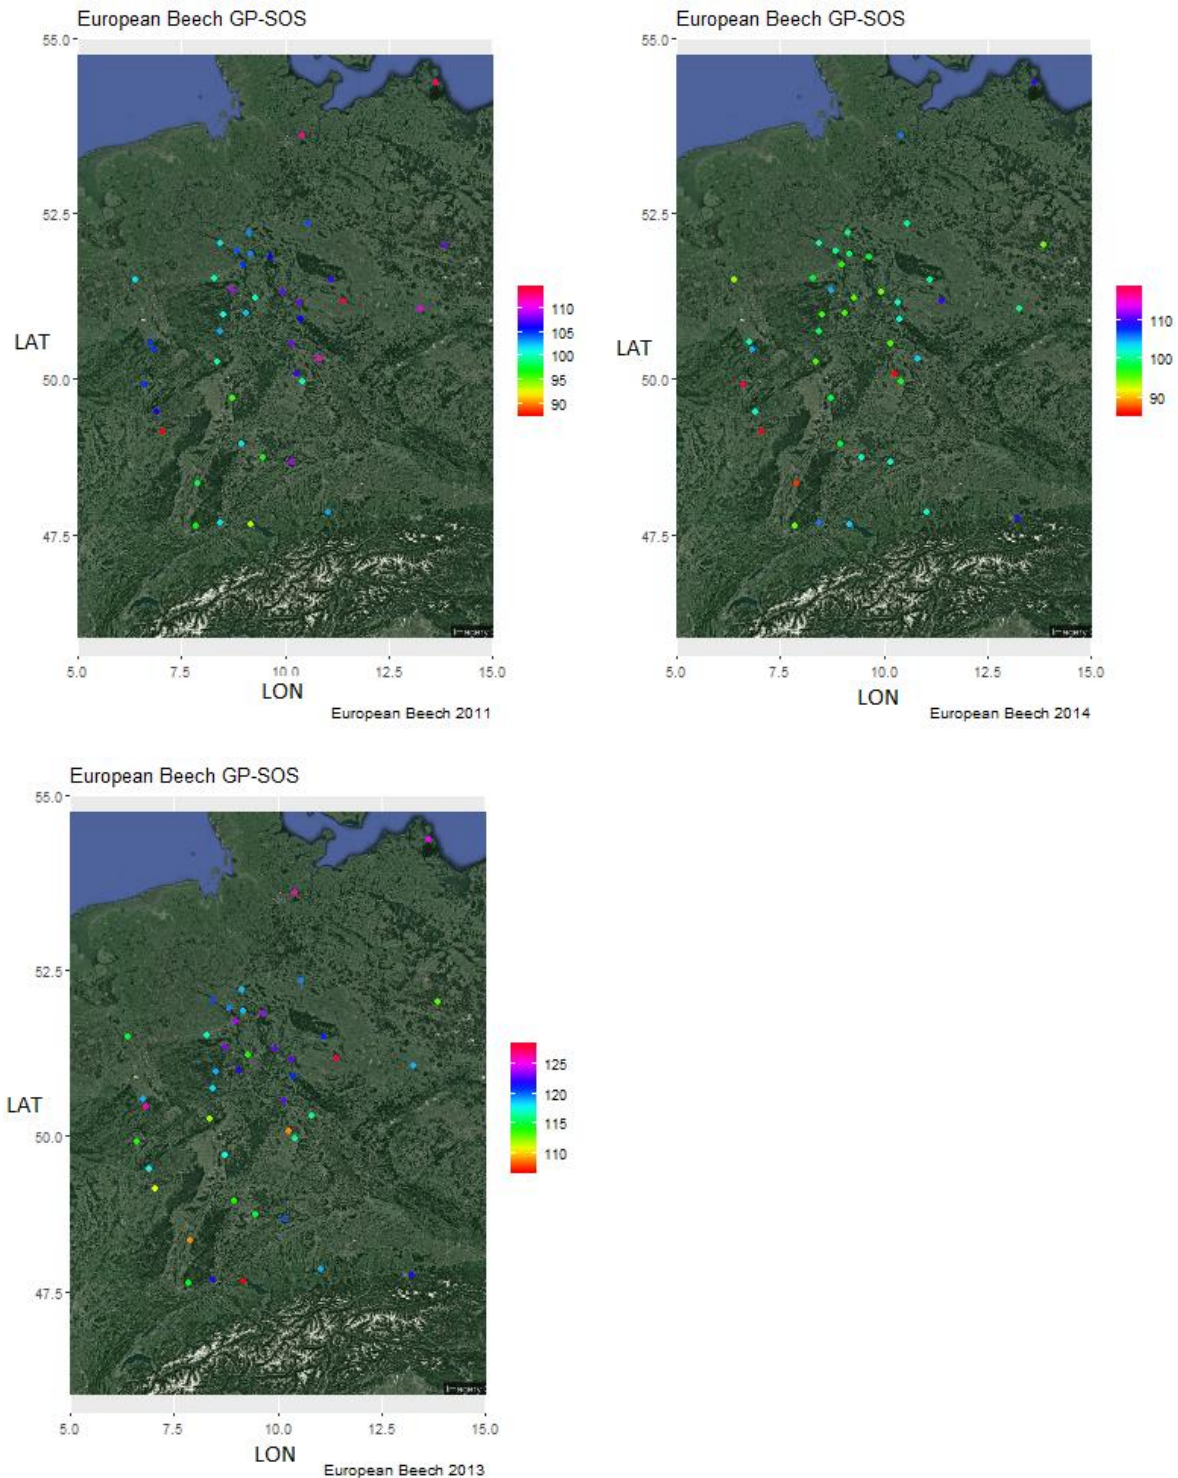 European Beech GP-SOS
55.0
52.5
LAT
50.0
47.5
5.0 7.5 10.0 12.5 15.0
LON
European Beech 2011
110
105
100
95
90
European Beech GP-SOS
55.0
52.5
LAT
50.0
47.5
5.0 7.5 10.0 12.5 15.0
LON
European Beech 2014
110
100
90
European Beech GP-SOS
55.0
52.5
LAT
50.0
47.5
5.0 7.5 10.0 12.5 15.0
LON
European Beech 2013
125
120
115
110